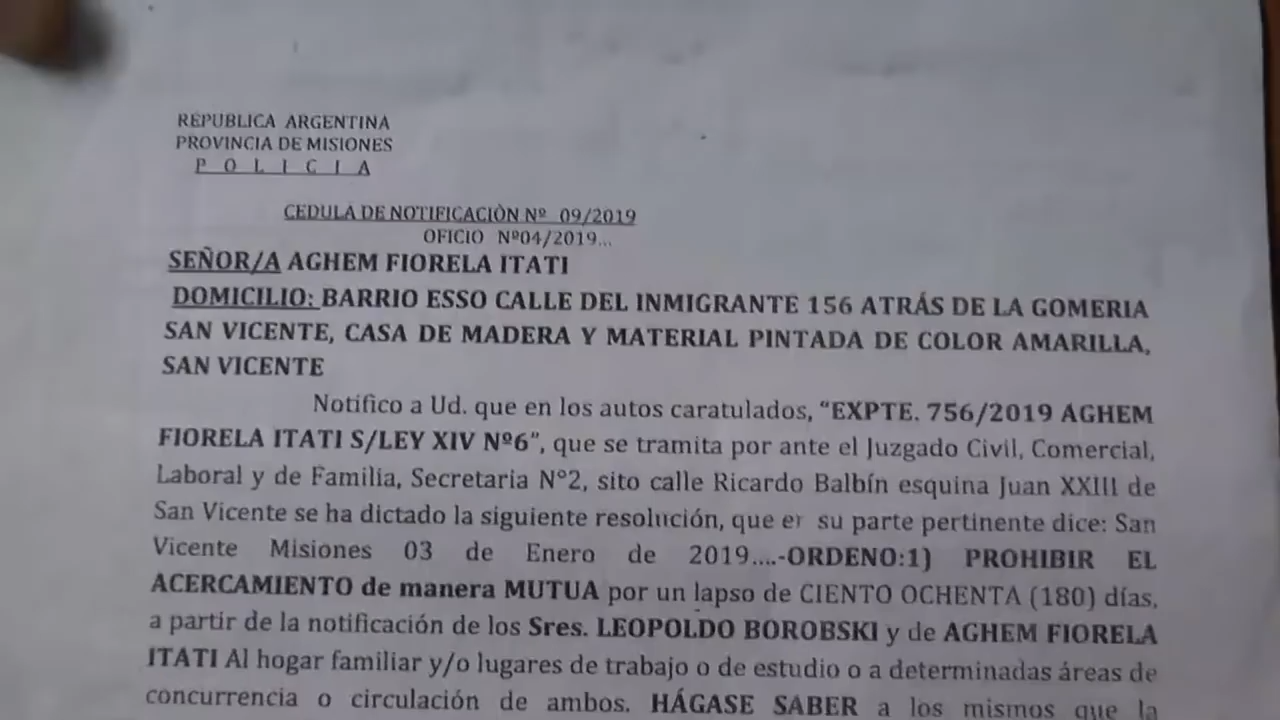 REPUBLICA ARGENTINA
PROVINCIA DE MISIONES
P O L I C I A
CEDULA DE NOTIFICACIÒN Nº 09/2019
OFICIO Nº04/2019...
SEÑOR/A AGHEM FIORELA ITATI
DOMICILIO: BARRIO ESSO CALLE DEL INMIGRANTE 156 ATRÁS DE LA GOMERIA
SAN VICENTE, CASA DE MADERA Y MATERIAL PINTADA DE COLOR AMARILLA,
SAN VICENTE
Notifico a Ud. que en los autos caratulados, “EXPTE. 756/2019 AGHEM
FIORELA ITATI S/LEY XIV Nº6”, que se tramita por ante el Juzgado Civil, Comercial,
Laboral y de Familia, Secretaria N°2, sito calle Ricardo Balbín esquina Juan XXIII de
San Vicente se ha dictado la siguiente resolución, que er su parte pertinente dice: San
Vicente Misiones 03 de Enero de 2019....-ORDENO:1) PROHIBIR EL
ACERCAMIENTO de manera MUTUA por un lapso de CIENTO OCHENTA (180) días,
a partir de la notificación de los Sres. LEOPOLDO BOROBSKI y de AGHEM FIORELA
ITATI Al hogar familiar y/o lugares de trabajo o de estudio o a determinadas áreas de
concurrencia o circulación de ambos. HÁGASE SABER a los mismos que la